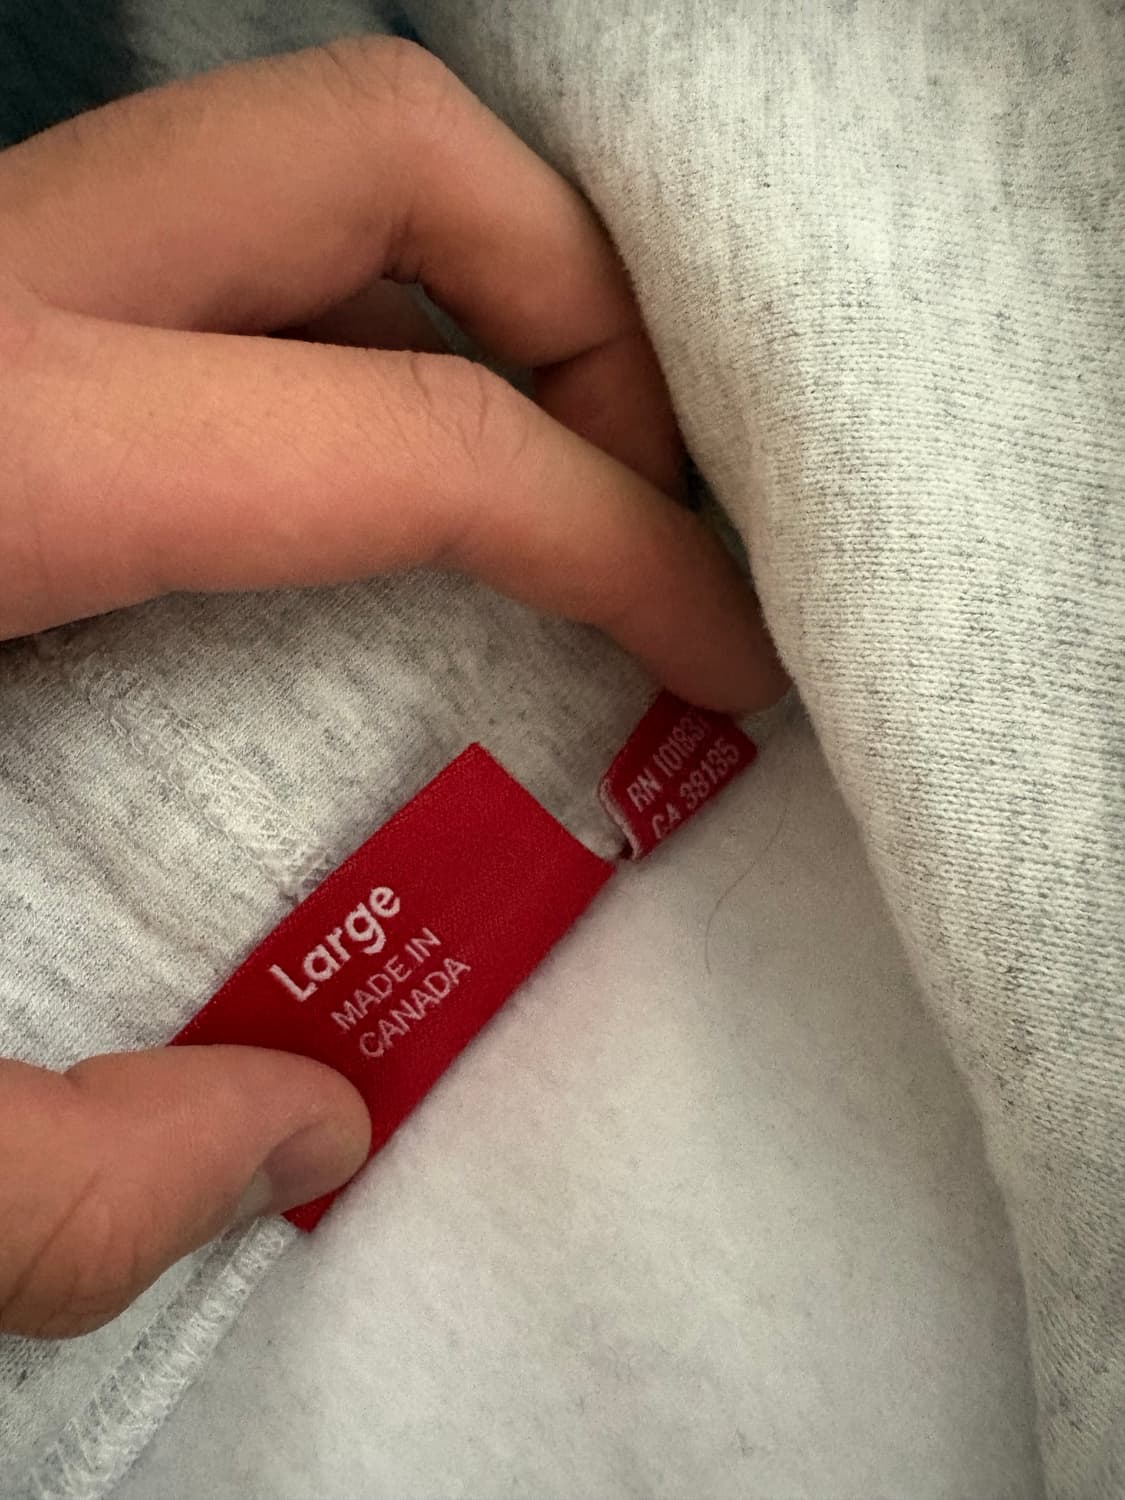 Large
MADE IN
CANADA
RN 101837
CA 38135